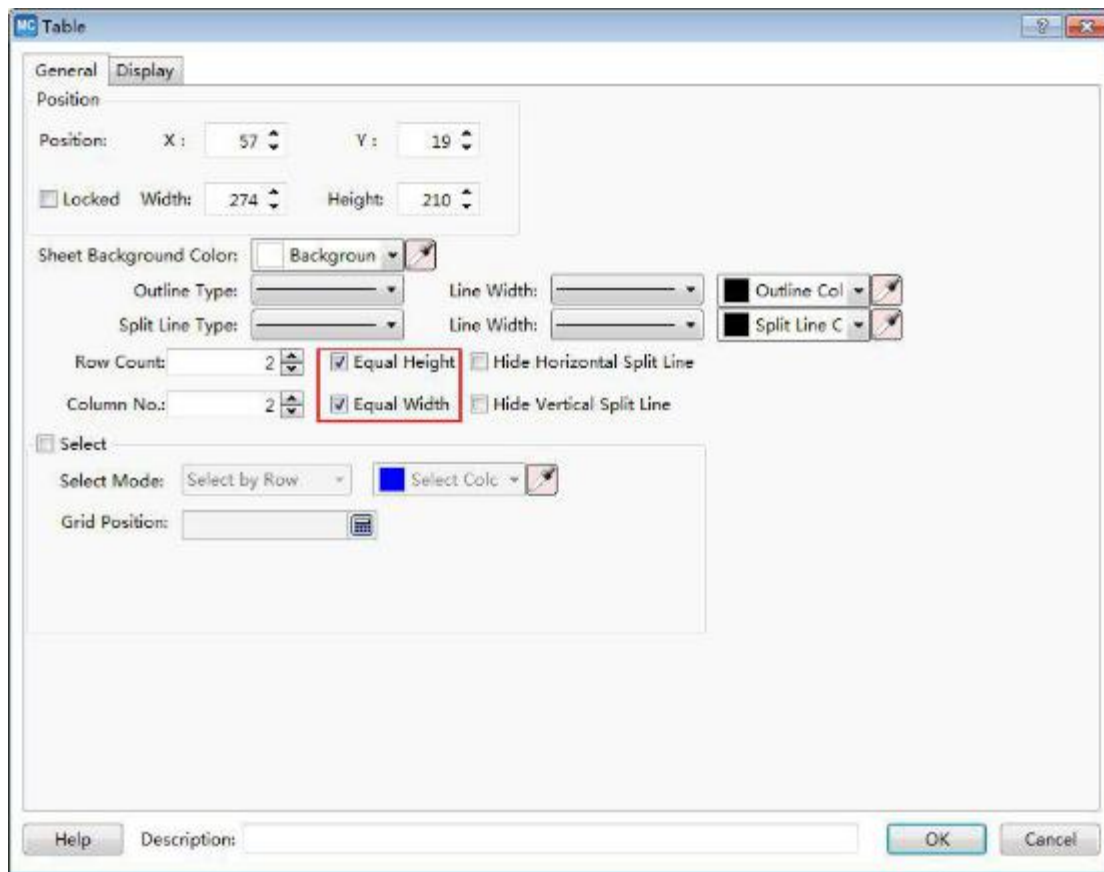 MC Table
General Display
Position
Position: X : 57 Y : 19
Locked Width: 274 Height: 210
Sheet Background Color: Backgroun
Outline Type: Line Width: Outline Col
Split Line Type: Line Width: Split Line C
Row Count: 2 Equal Height Hide Horizontal Split Line
Column No.: 2 Equal Width Hide Vertical Split Line
Select
Select Mode: Select by Row Select Colc
Grid Position:
Help Description: OK Cancel